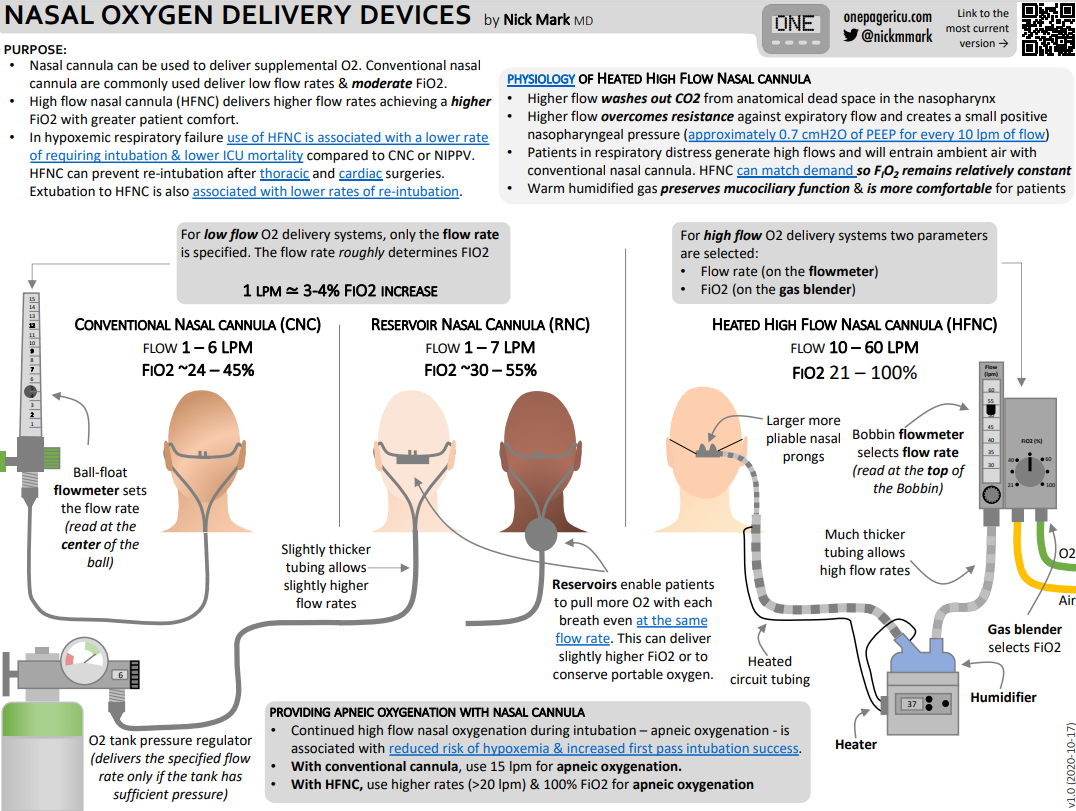 NASAL OXYGEN DELIVERY DEVICES by Nick Mark MD
ONE
onepagericu.com
@nickmmark
Link to the
most current
version →
PURPOSE:
• Nasal cannula can be used to deliver supplemental O2. Conventional nasal
cannula are commonly used deliver low flow rates & moderate FiO2.
• High flow nasal cannula (HFNC) delivers higher flow rates achieving a higher
FiO2 with greater patient comfort.
• In hypoxemic respiratory failure use of HFNC is associated with a lower rate
of requiring intubation & lower ICU mortality compared to CNC or NIPPV.
HFNC can prevent re-intubation after thoracic and cardiac surgeries.
Extubation to HFNC is also associated with lower rates of re-intubation.
PHYSIOLOGY OF HEATED HIGH FLOW NASAL CANNULA
• Higher flow washes out CO2 from anatomical dead space in the nasopharynx
• Higher flow overcomes resistance against expiratory flow and creates a small positive
nasopharyngeal pressure (approximately 0.7 cmH2O of PEEP for every 10 lpm of flow)
• Patients in respiratory distress generate high flows and will entrain ambient air with
conventional nasal cannula. HFNC can match demand so FIO2 remains relatively constant
• Warm humidified gas preserves mucociliary function & is more comfortable for patients
For low flow O2 delivery systems, only the flow rate
is specified. The flow rate roughly determines FIO2
1 LPM ≃ 3-4% FIO2 INCREASE
For high flow O2 delivery systems two parameters
are selected:
• Flow rate (on the flowmeter)
• FiO2 (on the gas blender)
CONVENTIONAL NASAL CANNULA (CNC)
FLOW 1 – 6 LPM
FIO2 ~24 – 45%
RESERVOIR NASAL CANNULA (RNC)
FLOW 1 – 7 LPM
FIO2 ~30 – 55%
HEATED HIGH FLOW NASAL CANNULA (HFNC)
FLOW 10 – 60 LPM
FIO2 21 – 100%
15
14
13
12
11
10
9
8
7
6
3
2
1
Ball-float
flowmeter sets
the flow rate
(read at the
center of the
ball)
Slightly thicker
tubing allows
slightly higher
flow rates
Reservoirs enable patients
to pull more O2 with each
breath even at the same
flow rate. This can deliver
slightly higher FiO2 or to
conserve portable oxygen.
Larger more
pliable nasal
prongs
Bobbin flowmeter
selects flow rate
(read at the top of
the Bobbin)
Flow
(lpm)
60
55
45
40
35
30
FiO2 (%)
40
60
21
100
Much thicker
tubing allows
high flow rates
O2
Air
Gas blender
selects FiO2
Heated
circuit tubing
Humidifier
37
Heater
6
O2 tank pressure regulator
(delivers the specified flow
rate only if the tank has
sufficient pressure)
PROVIDING APNEIC OXYGENATION WITH NASAL CANNULA
• Continued high flow nasal oxygenation during intubation – apneic oxygenation - is
associated with reduced risk of hypoxemia & increased first pass intubation success.
• With conventional cannula, use 15 lpm for apneic oxygenation.
• With HFNC, use higher rates (>20 lpm) & 100% FiO2 for apneic oxygenation
v1.0 (2020-10-17)